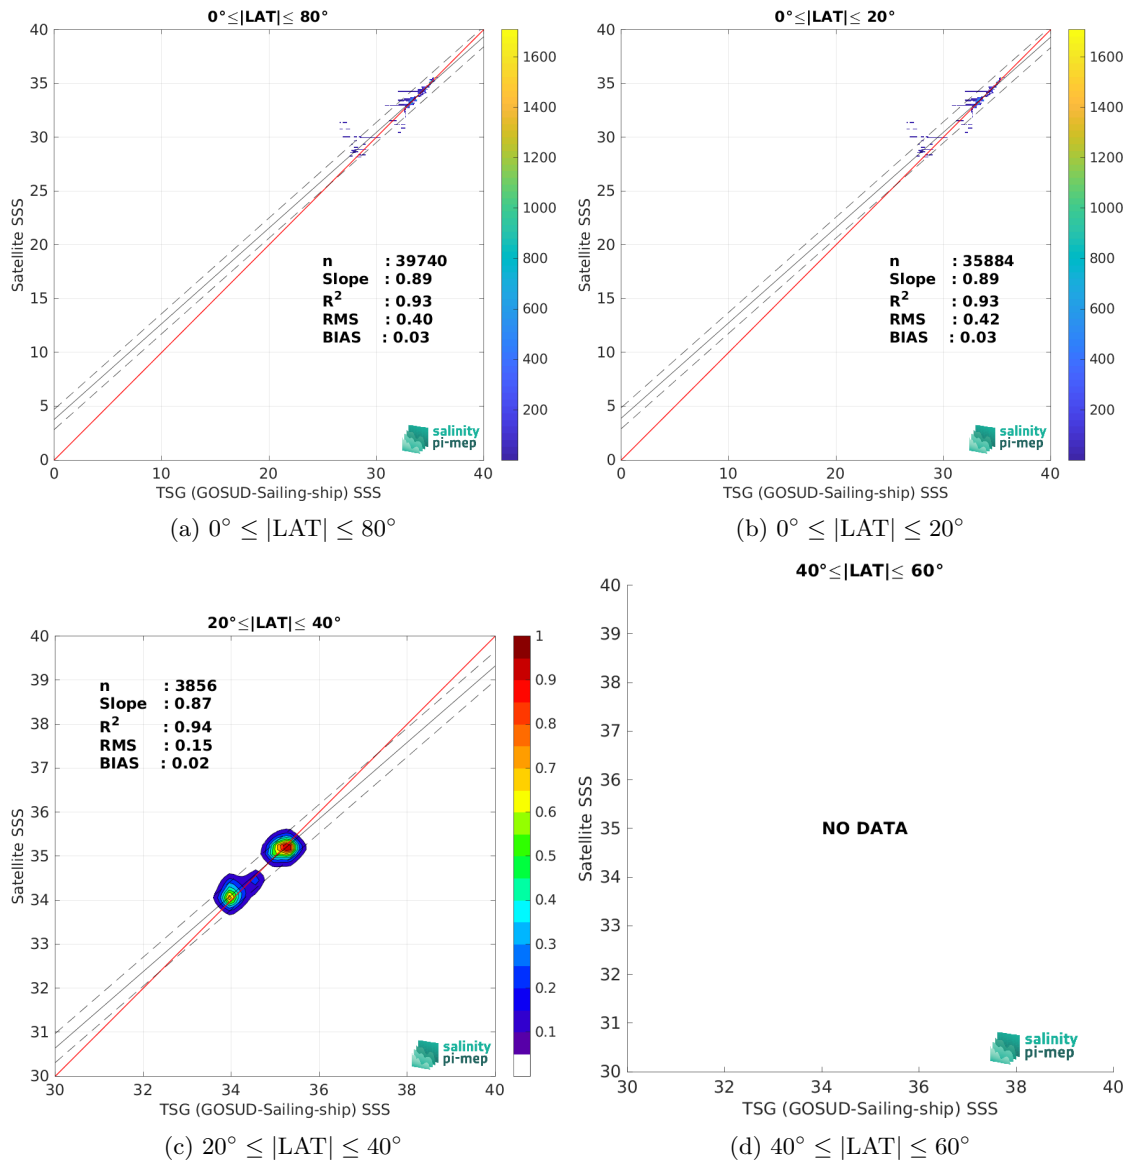 0°≤|LAT|≤ 80°
40
35
30
25
20
15
10
5
0
Satellite SSS
n : 39740
Slope : 0.89
R² : 0.93
RMS : 0.40
BIAS : 0.03
salinity
pi-mep
0 10 20 30 40
TSG (GOSUD-Sailing-ship) SSS
1600
1400
1200
1000
800
600
400
200
(a) 0° ≤ |LAT| ≤ 80°
0°≤|LAT|≤ 20°
40
35
30
25
20
15
10
5
0
Satellite SSS
n : 35884
Slope : 0.89
R² : 0.93
RMS : 0.42
BIAS : 0.03
salinity
pi-mep
0 10 20 30 40
TSG (GOSUD-Sailing-ship) SSS
1600
1400
1200
1000
800
600
400
200
(b) 0° ≤ |LAT| ≤ 20°
20°≤|LAT|≤ 40°
40
39
38
37
36
35
34
33
32
31
30
Satellite SSS
n : 3856
Slope : 0.87
R² : 0.94
RMS : 0.15
BIAS : 0.02
salinity
pi-mep
30 32 34 36 38 40
TSG (GOSUD-Sailing-ship) SSS
1
0.9
0.8
0.7
0.6
0.5
0.4
0.3
0.2
0.1
(c) 20° ≤ |LAT| ≤ 40°
40°≤|LAT|≤ 60°
40
39
38
37
36
35
34
33
32
31
30
Satellite SSS
NO DATA
salinity
pi-mep
30 32 34 36 38 40
TSG (GOSUD-Sailing-ship) SSS
(d) 40° ≤ |LAT| ≤ 60°